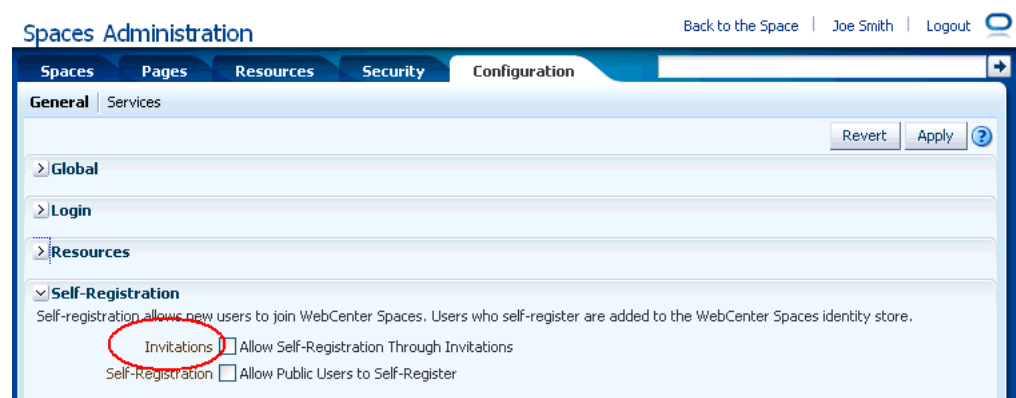 Spaces Administration
Back to the Space | Joe Smith | Logout
Spaces Pages Resources Security Configuration
General | Services
Revert Apply ?
Global
Login
Resources
Self-Registration
Self-registration allows new users to join WebCenter Spaces. Users who self-register are added to the WebCenter Spaces identity store.
Invitations Allow Self-Registration Through Invitations
Self-Registration Allow Public Users to Self-Register